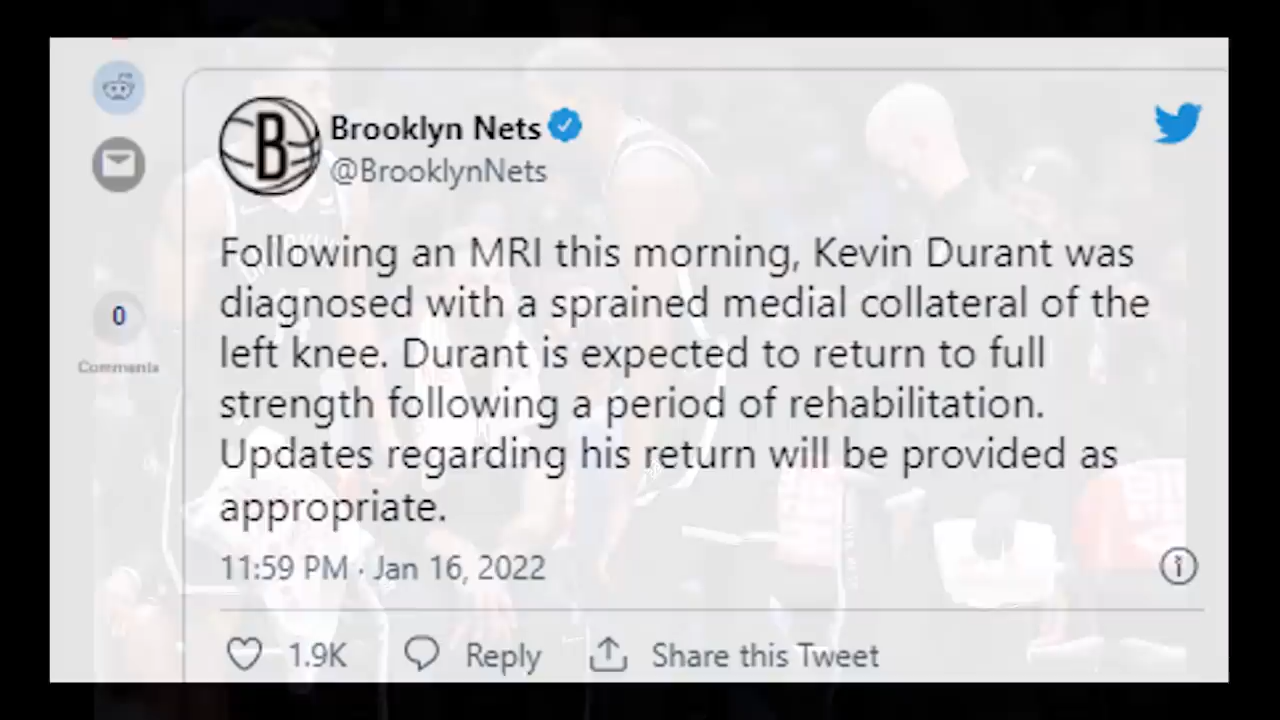 Brooklyn Nets
@BrooklynNets
Following an MRI this morning, Kevin Durant was
diagnosed with a sprained medial collateral of the
left knee. Durant is expected to return to full
strength following a period of rehabilitation.
Updates regarding his return will be provided as
appropriate.
11:59 PM · Jan 16, 2022
1.9K Reply Share this Tweet
0
Comments
B